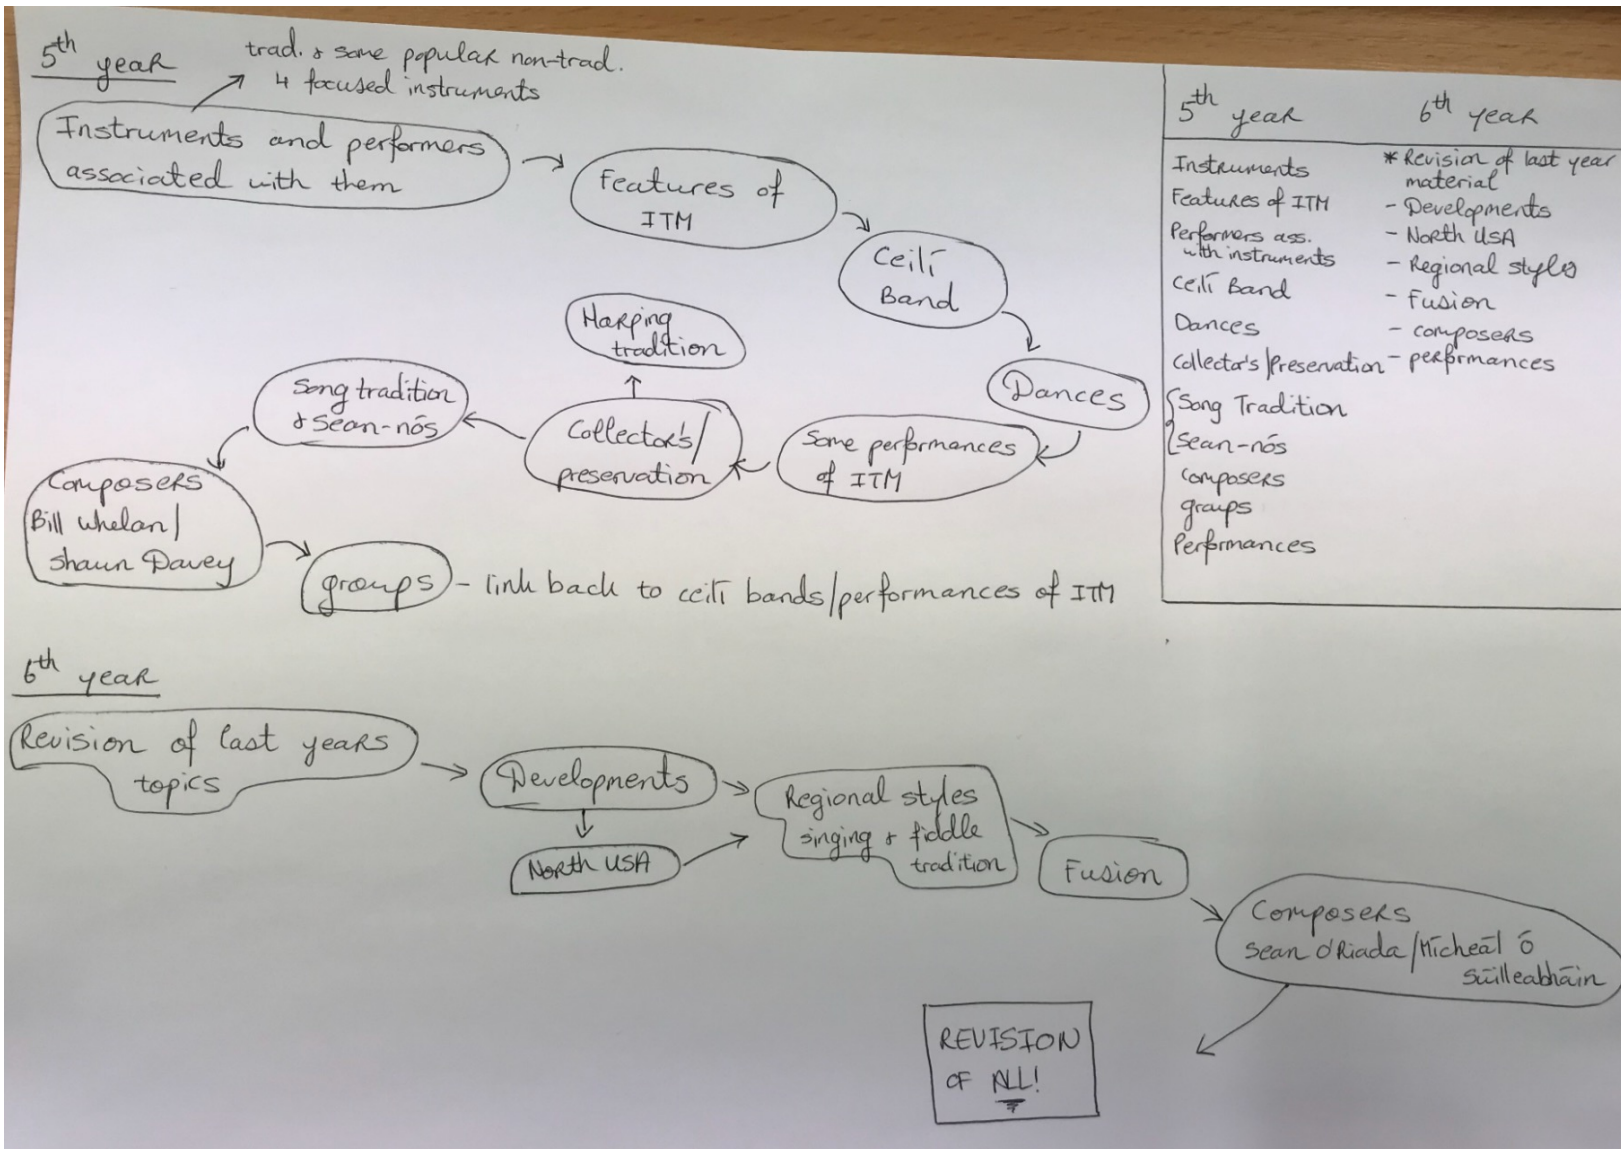 5th year
trad. & some popular non-trad.
4 focused instruments
Instruments and performers
associated with them
Features of
ITM
Ceilī
Band
Dances
Some performances
of ITM
Collector's/
preservation
Harping
tradition
Song tradition
& Sean-nós
Composers
Bill Whelan/
Shaun Davey
groups - link back to ceilī bands/performances of ITM
5th year
Instruments
Features of ITM
Performers ass.
with instruments
Ceilī Band
Dances
Collector's/Preservation
Song Tradition
Sean-nós
Composers
groups
Performances
6th year
* Revision of last year
material
- Developments
- North USA
- Regional styles
- Fusion
- composers
- performances
6th year
Revision of last years
topics
Developments
North USA
Regional styles
singing & fiddle
tradition
Fusion
Composers
Sean O'Riada/Mīcheāl ō
Sūilleabhāin
REVISION
OF ALL!